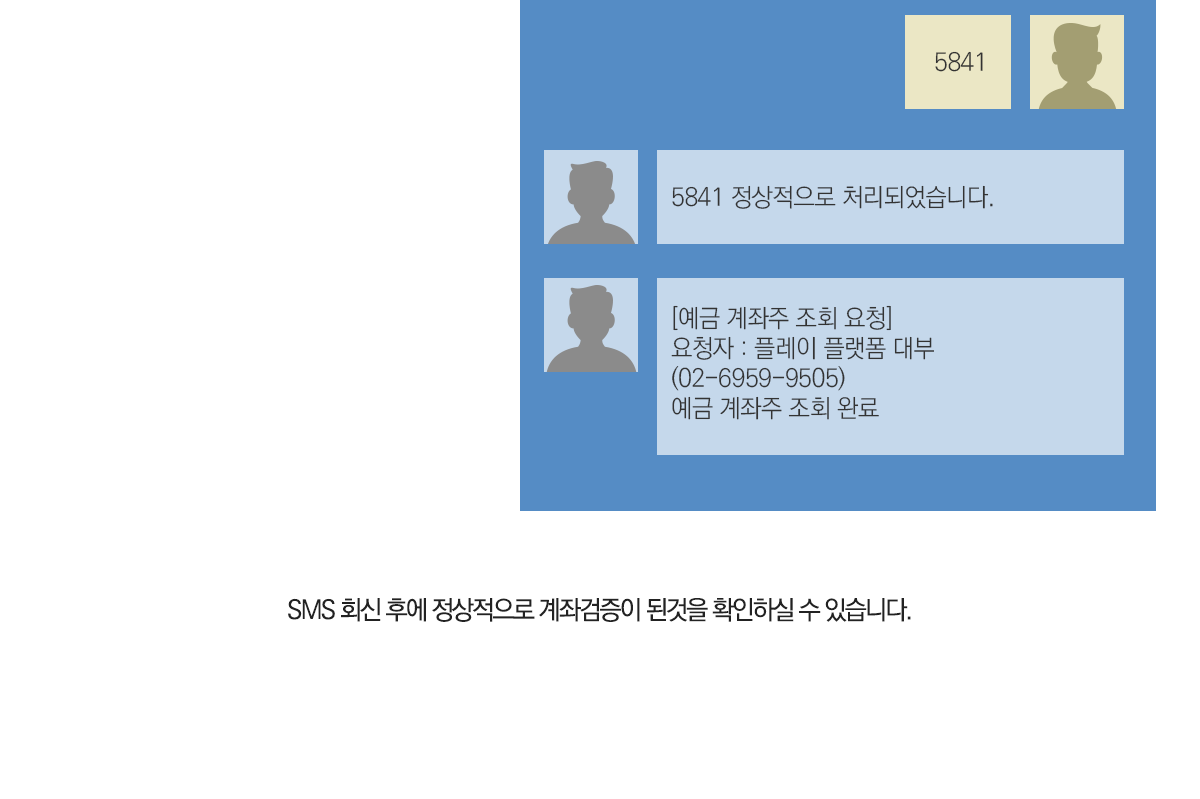 5841
5841 정상적으로 처리되었습니다.
[예금 계좌주 조회 요청]
요청자 : 플레이 플랫폼 대부
(02-6959-9505)
예금 계좌주 조회 완료
SMS 회신 후에 정상적으로 계좌검증이 된것을 확인하실 수 있습니다.